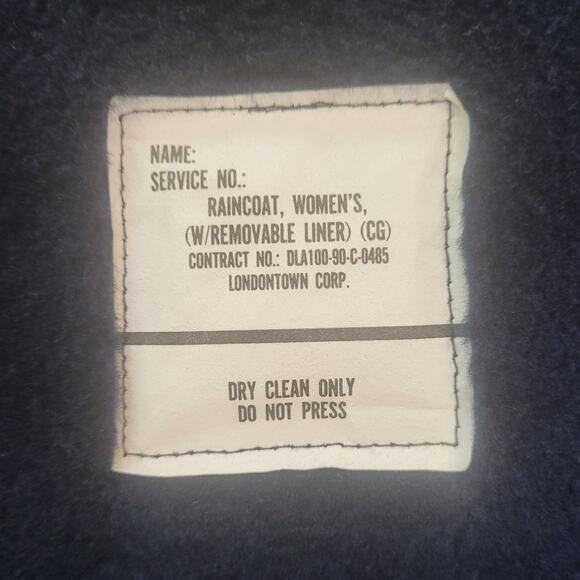 NAME:
SERVICE NO.:
RAINCOAT, WOMEN'S,
(W/REMOVABLE LINER) (CG)
CONTRACT NO.: DLA100-90-C-0485
LONDONTOWN CORP.
DRY CLEAN ONLY
DO NOT PRESS